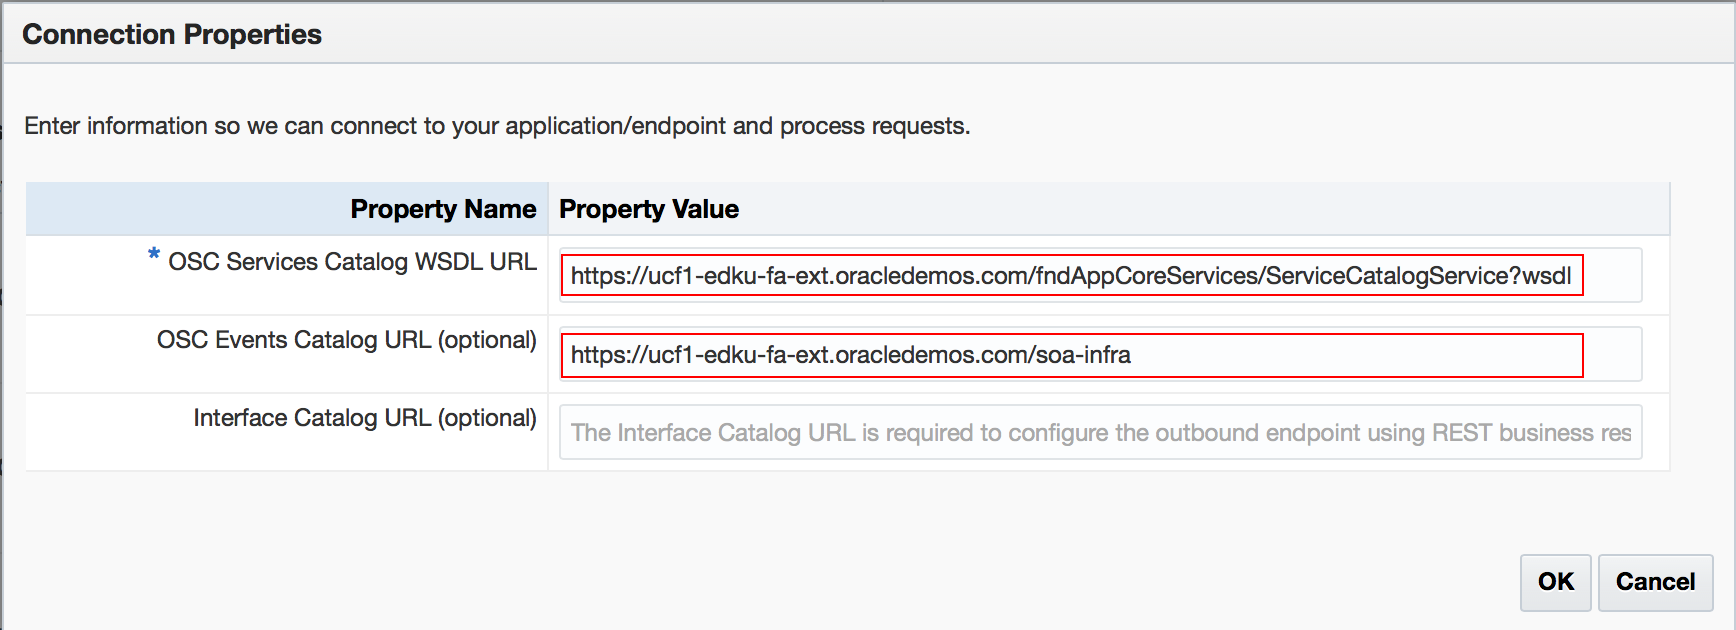 Connection Properties
Enter information so we can connect to your application/endpoint and process requests.
Property Name Property Value
* OSC Services Catalog WSDL URL https://ucf1-edku-fa-ext.oracledemos.com/fndAppCoreServices/ServiceCatalogService?wsdl
OSC Events Catalog URL (optional) https://ucf1-edku-fa-ext.oracledemos.com/soa-infra
Interface Catalog URL (optional) The Interface Catalog URL is required to configure the outbound endpoint using REST business res
OK Cancel